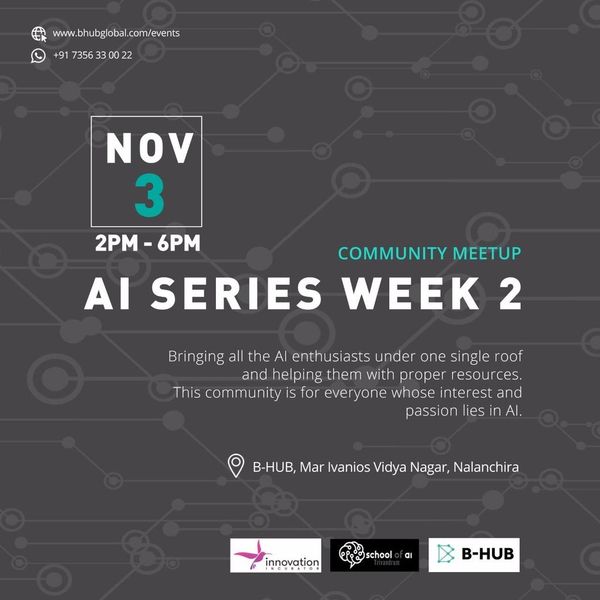 www.bhubglobal.com/events
+91 7356 33 00 22
NOV
3
2PM - 6PM
COMMUNITY MEETUP
AI SERIES WEEK 2
Bringing all the AI enthusiasts under one single roof
and helping them with proper resources.
This community is for everyone whose interest and
passion lies in AI.
B-HUB, Mar Ivanios Vidya Nagar, Nalanchira
innovation
INCUBATOR
school of ai
Trivandrum
B-HUB